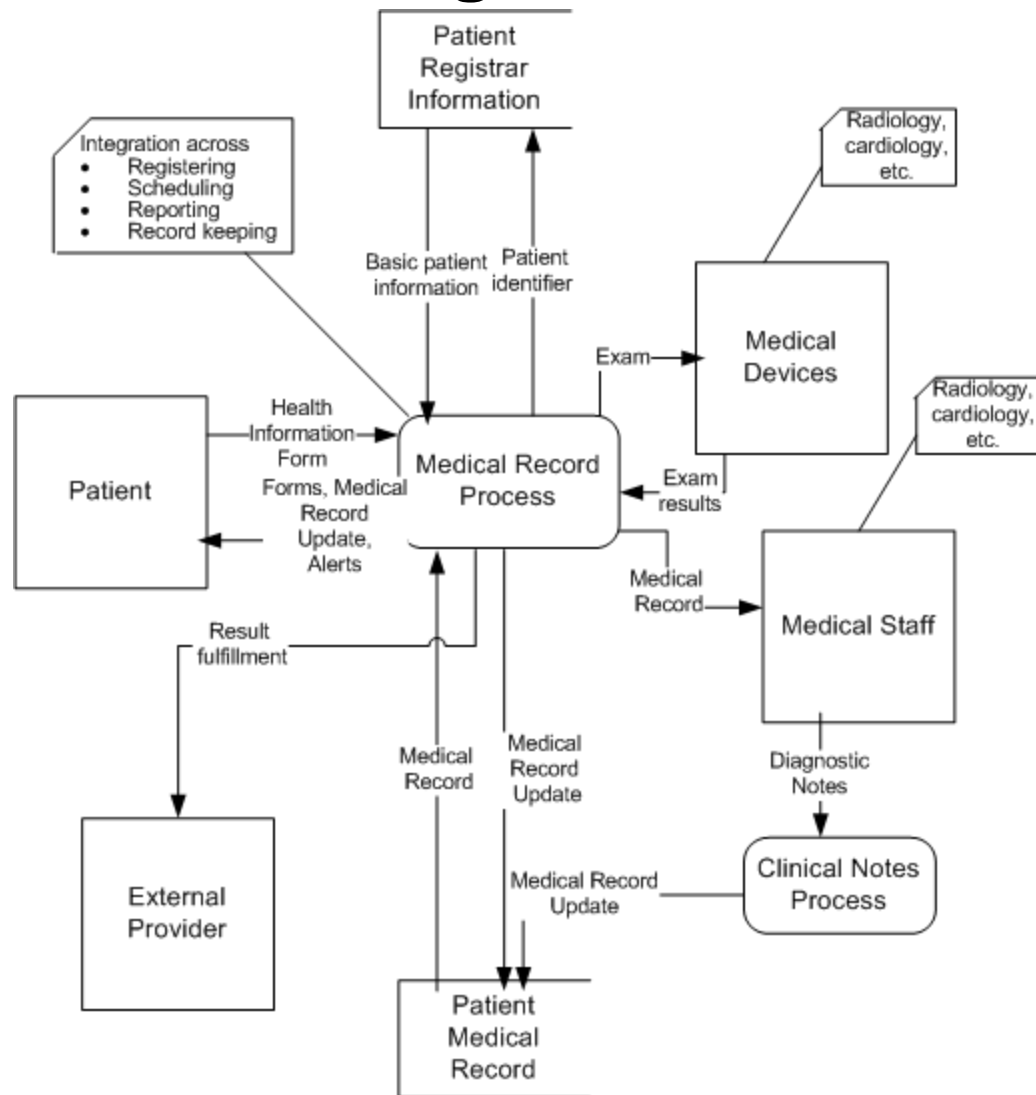 Patient
Registrar
Information
Integration across
• Registering
• Scheduling
• Reporting
• Record keeping
Radiology,
cardiology,
etc.
Basic patient
information
Patient
identifier
Medical
Devices
Exam
Radiology,
cardiology,
etc.
Health
Information
Form
Patient
Medical Record
Process
Exam
results
Forms, Medical
Record
Update,
Alerts
Medical
Record
Medical Staff
Result
fulfillment
Medical
Record
Medical
Record
Update
Diagnostic
Notes
External
Provider
Medical Record
Update
Clinical Notes
Process
Patient
Medical
Record